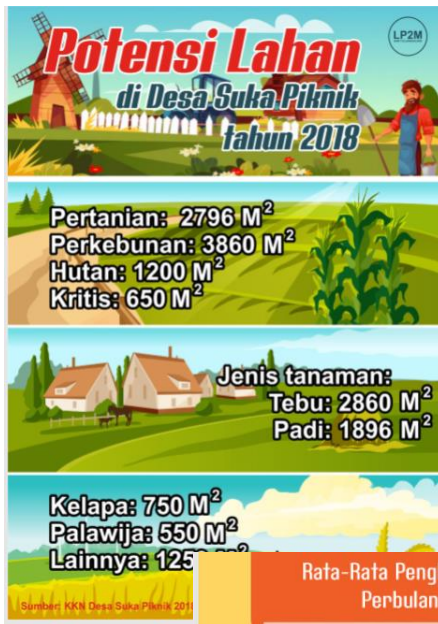 LP2M
Potensi Lahan
di Desa Suka Piknik
tahun 2018
Pertanian: 2796 M²
Perkebunan: 3860 M²
Hutan: 1200 M²
Kritis: 650 M²
Jenis tanaman:
Tebu: 2860 M²
Padi: 1896 M²
Kelapa: 750 M²
Palawija: 550 M²
Lainnya:
Sumber: KKN Desa Suka Piknik 2018
Rata-Rata
Perbulan